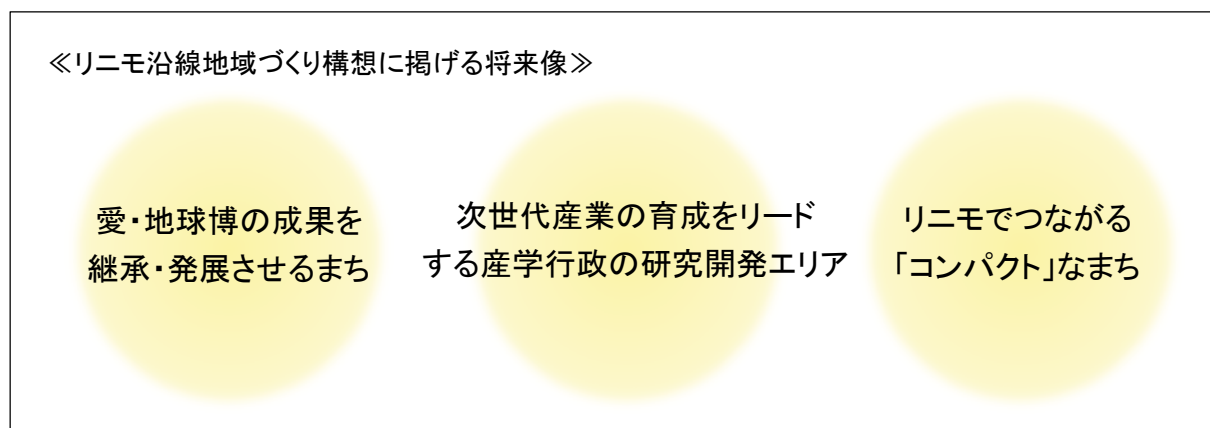 ≪リニモ沿線地域づくり構想に掲げる将来像≫
愛・地球博の成果を
継承・発展させるまち
次世代産業の育成をリード
する産学行政の研究開発エリア
リニモでつながる
「コンパクト」なまち